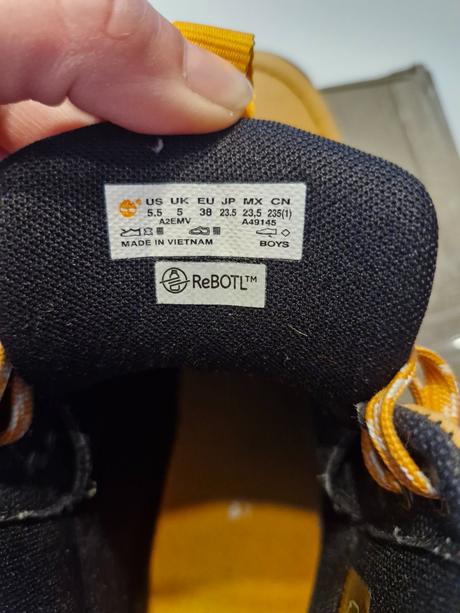 US UK EU JP MX CN
5.5 5 38 23.5 23,5 235(1)
A2EMV A49145
MADE IN VIETNAM BOYS
ReBOTL™